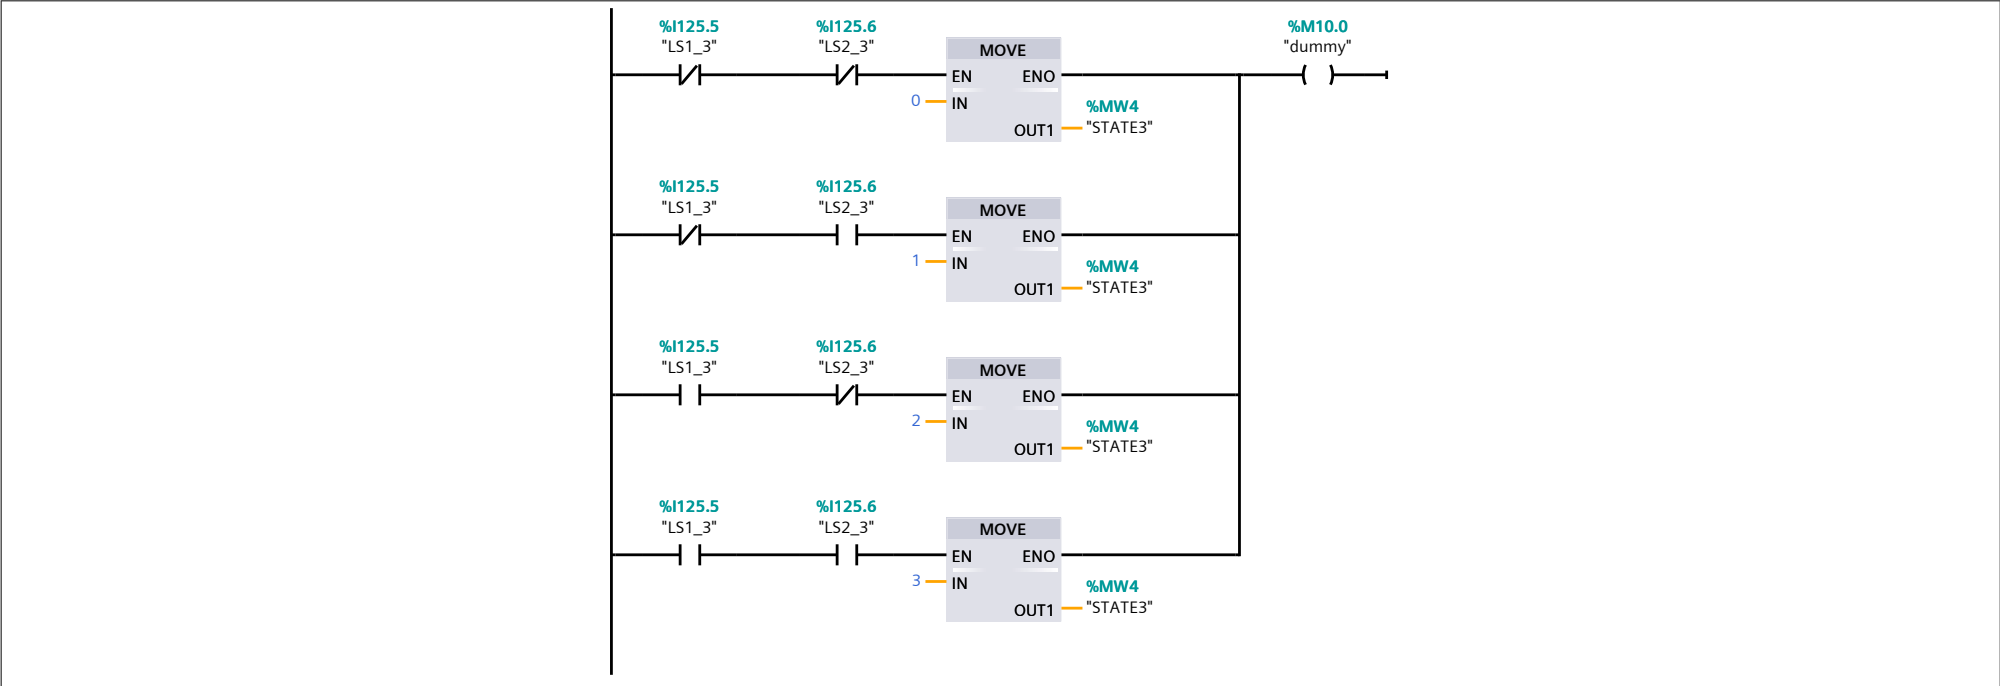 %I125.5 %I125.6 %M10.0
"LS1_3" "LS2_3" "dummy"
MOVE
EN ENO
0 IN %MW4
OUT1 "STATE3"
%I125.5 %I125.6
"LS1_3" "LS2_3"
MOVE
EN ENO
1 IN %MW4
OUT1 "STATE3"
%I125.5 %I125.6
"LS1_3" "LS2_3"
MOVE
EN ENO
2 IN %MW4
OUT1 "STATE3"
%I125.5 %I125.6
"LS1_3" "LS2_3"
MOVE
EN ENO
3 IN %MW4
OUT1 "STATE3"